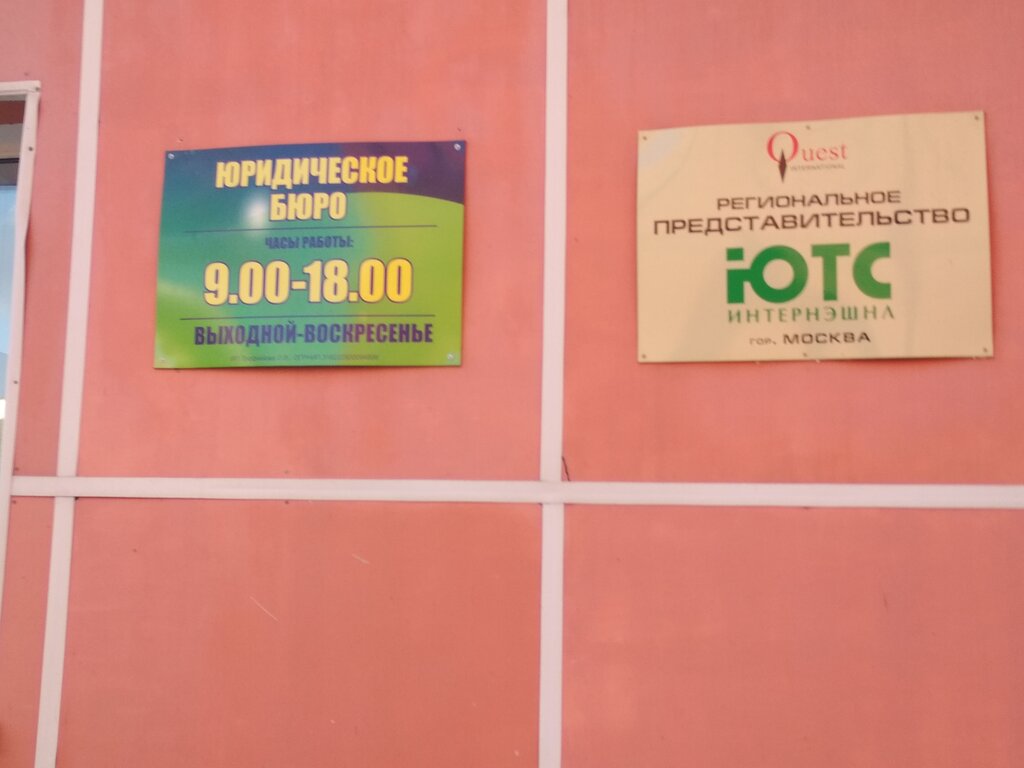 ЮРИДИЧЕСКОЕ
БЮРО
ЧАСЫ РАБОТЫ:
9.00-18.00
ВЫХОДНОЙ-ВОСКРЕСЕНЬЕ
Quest
INTERNATIONAL
РЕГИОНАЛЬНОЕ
ПРЕДСТАВИТЕЛЬСТВО
ЮТС
ИНТЕРНЭШНЛ
ГОР. МОСКВА